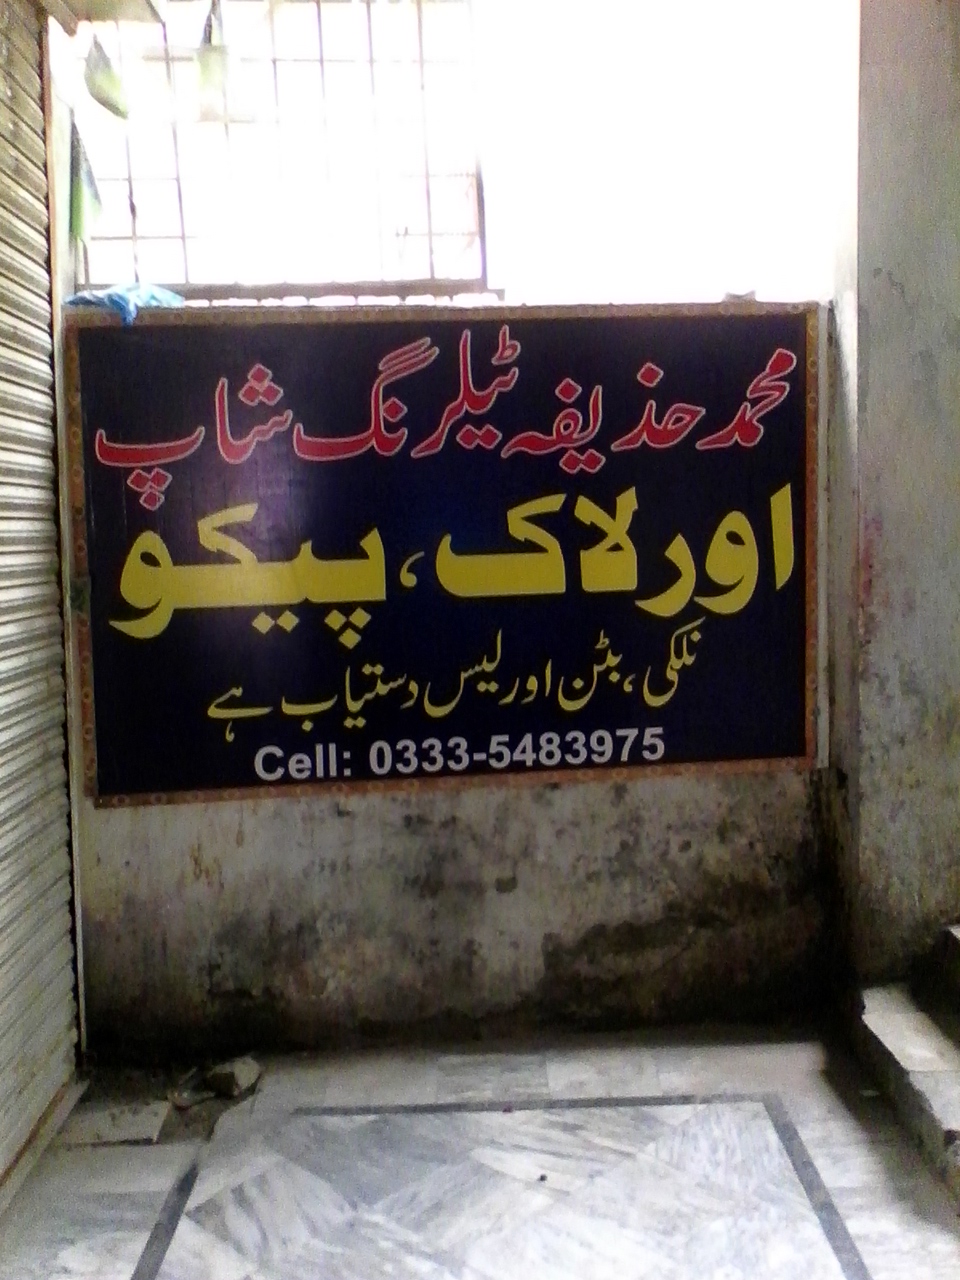 محمد حذیفہ ٹیلرنگ شاپ
اورلاک، پیکو
نلکی، بٹن اور لیس دستیاب ہے
Cell: 0333-5483975